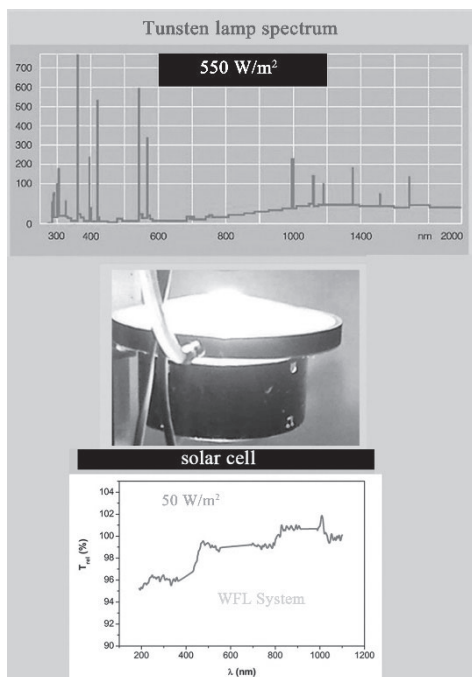 Tunsten lamp spectrum
550 W/m²
700
600
500
400
300
200
100
0
300 400 600 800 1000 1400 nm 2000
solar cell
50 W/m²
WFL System
T_rel (%)
104
102
100
98
96
94
92
90
200 400 600 800 1000 1200
λ (nm)